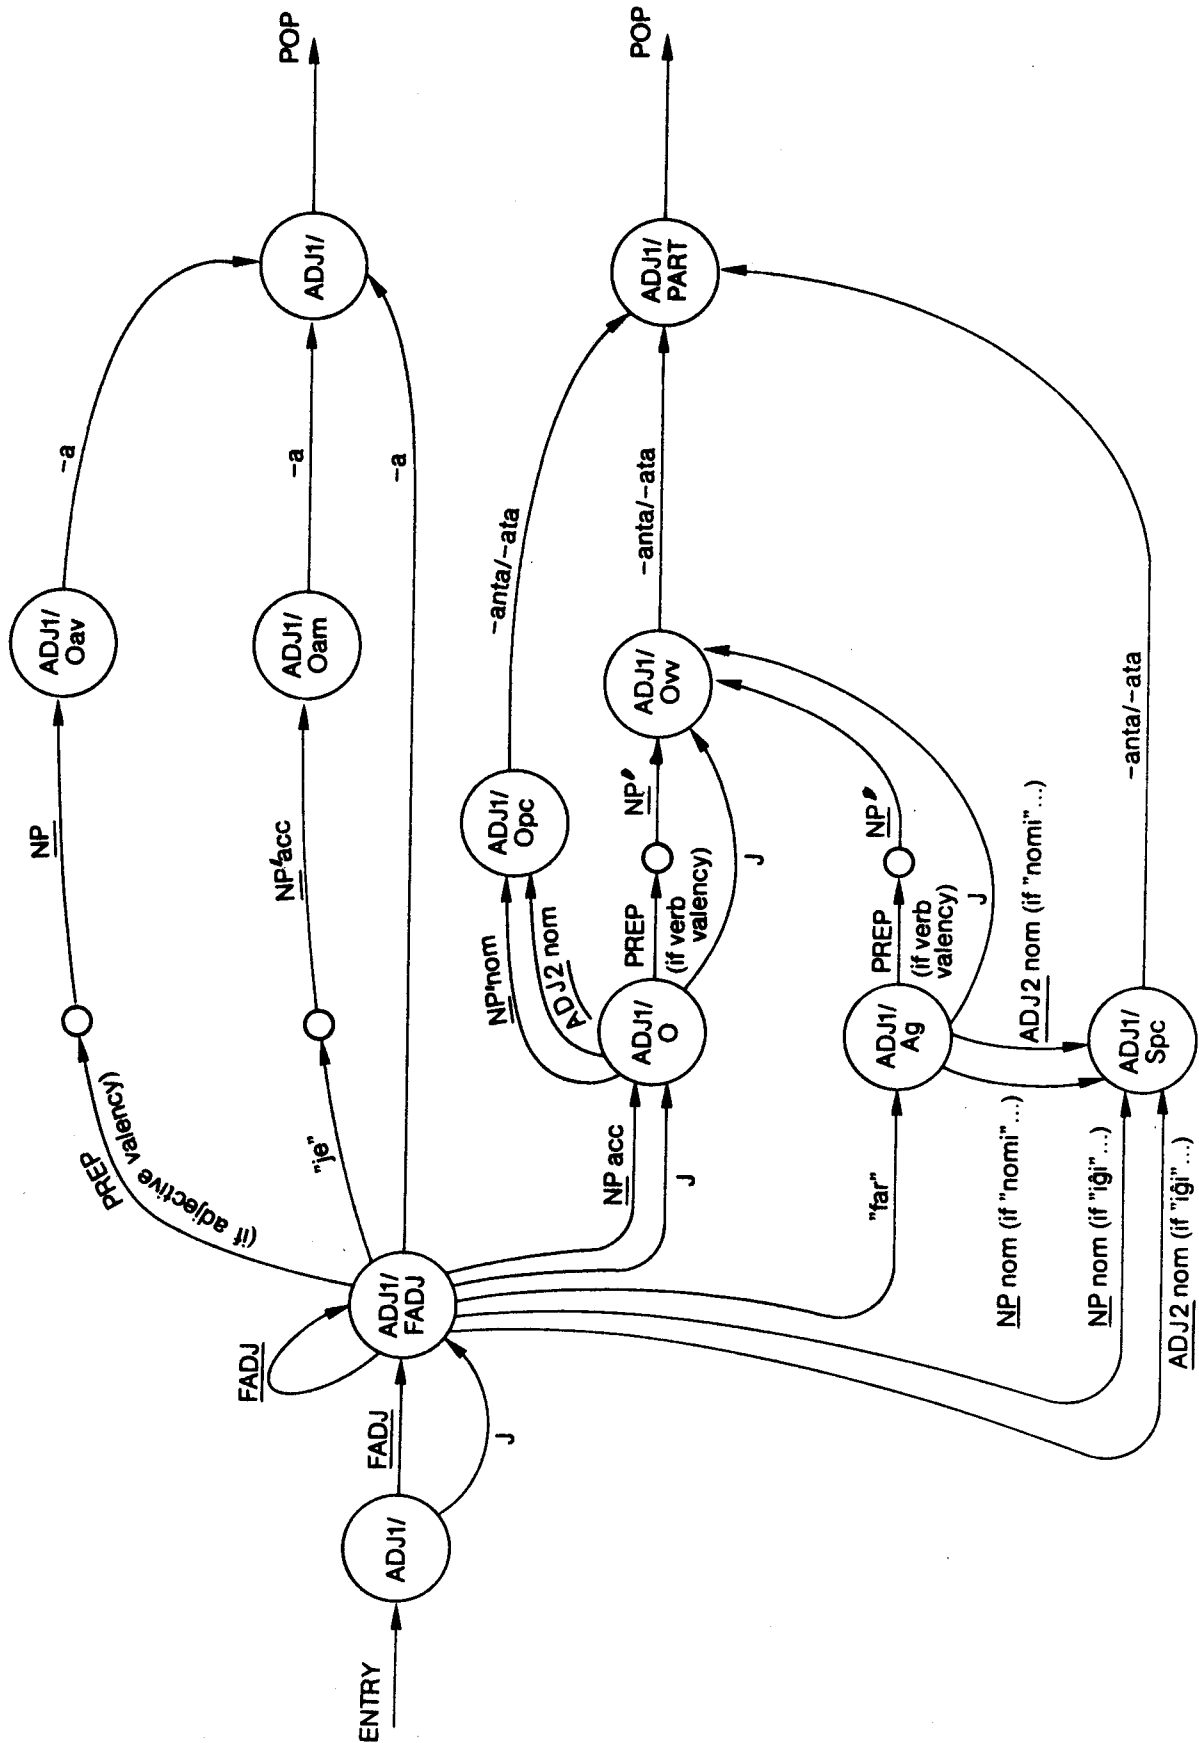 ENTRY
ADJ1/
FADJ
J
FADJ
ADJ1/
FADJ
PREP
(if adjective valency)
NP
ADJ1/
Oav
-a
"je"
NP'acc
ADJ1/
Oam
-a
-a
ADJ1/
POP
NP acc
J
ADJ1/
O
NP'nom
ADJ2 nom
ADJ1/
Opc
-anta/-ata
PREP
(if verb
valency)
NP'
J
ADJ1/
Ovv
-anta/-ata
ADJ1/
PART
POP
"far"
ADJ1/
Ag
PREP
(if verb
valency)
NP'
J
NP nom (if "nomi"...)
ADJ2 nom (if "nomi"...)
NP nom (if "iĝi"...)
ADJ2 nom (if "iĝi"...)
ADJ1/
Spc
-anta/-ata